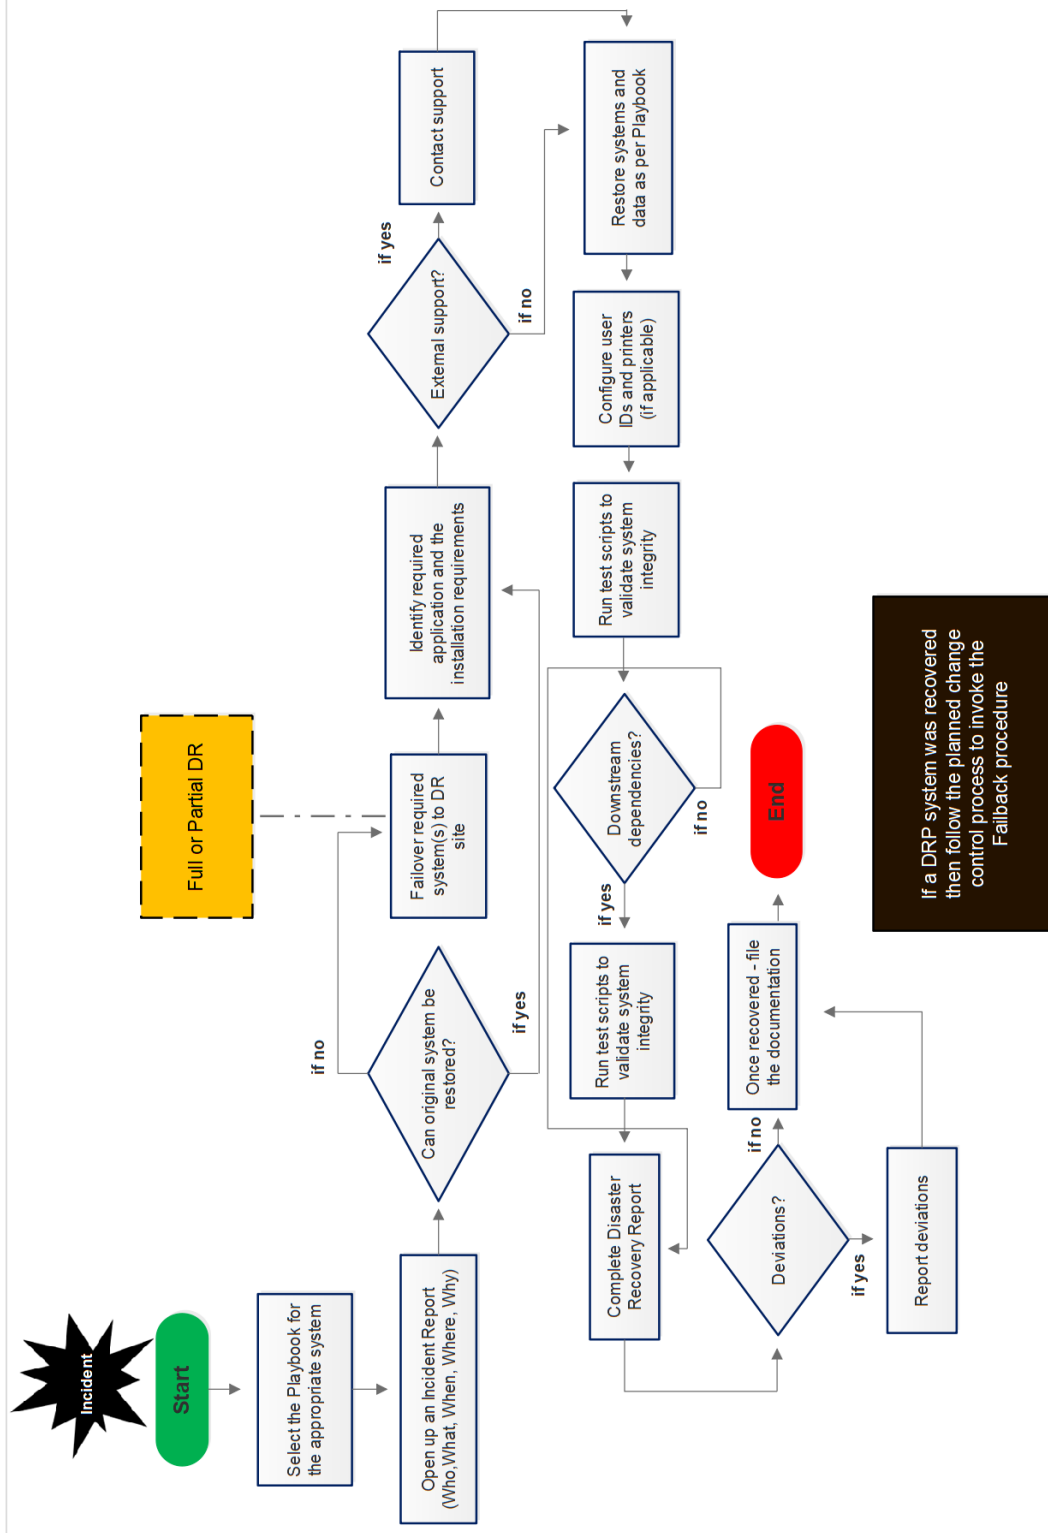 Incident
Start
Select the Playbook for
the appropriate system
Open up an Incident Report
(Who,What, When, Where, Why)
Can original system be
restored?
if no
if yes
Full or Partial DR
Failover required
system(s) to DR
site
Identify required
application and the
installation requirements
External support?
if yes
if no
Contact support
Restore systems and
data as per Playbook
Configure user
IDs and printers
(if applicable)
Run test scripts to
validate system
integrity
Downstream
dependencies?
if no
if yes
Run test scripts to
validate system
integrity
Complete Disaster
Recovery Report
Deviations?
if no
if yes
Report deviations
Once recovered - file
the documentation
End
If a DRP system was recovered
then follow the planned change
control process to invoke the
Failback procedure